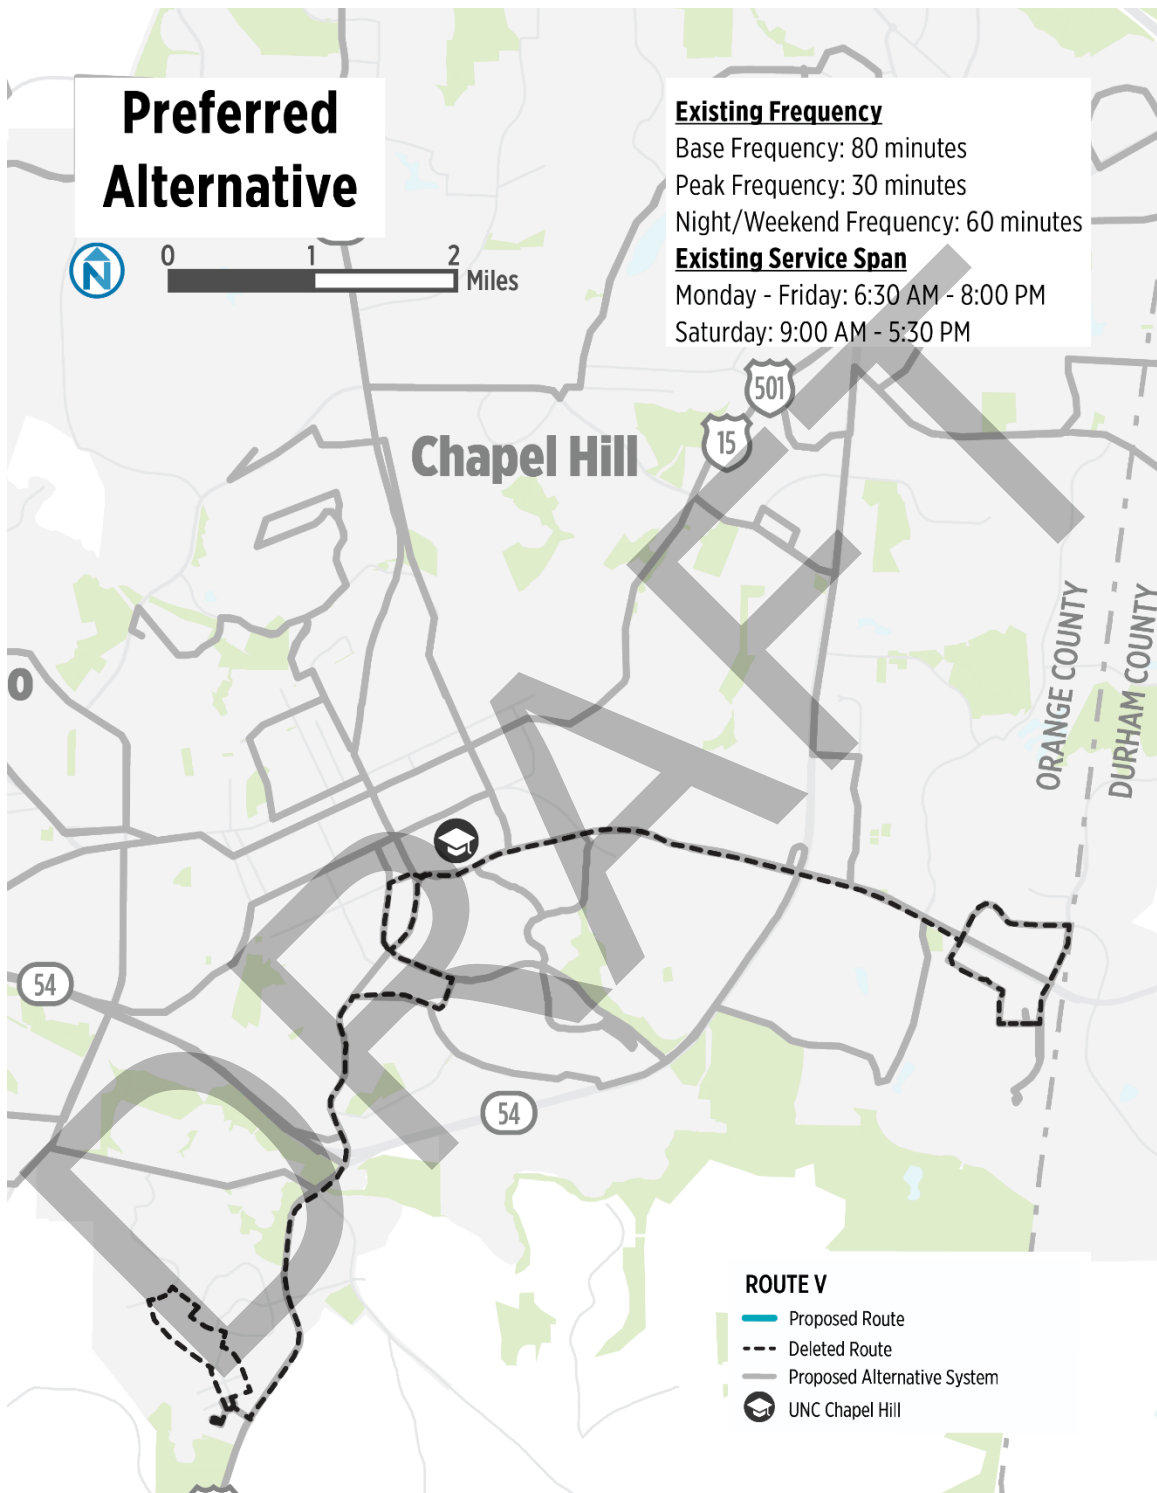 Preferred
Alternative
Existing Frequency
Base Frequency: 80 minutes
Peak Frequency: 30 minutes
Night/Weekend Frequency: 60 minutes
Existing Service Span
Monday - Friday: 6:30 AM - 8:00 PM
Saturday: 9:00 AM - 5:30 PM
N
0 1 2
Miles
501
15
Chapel Hill
ORANGE COUNTY
DURHAM COUNTY
o
54
54
DRAFT
ROUTE V
Proposed Route
Deleted Route
Proposed Alternative System
UNC Chapel Hill